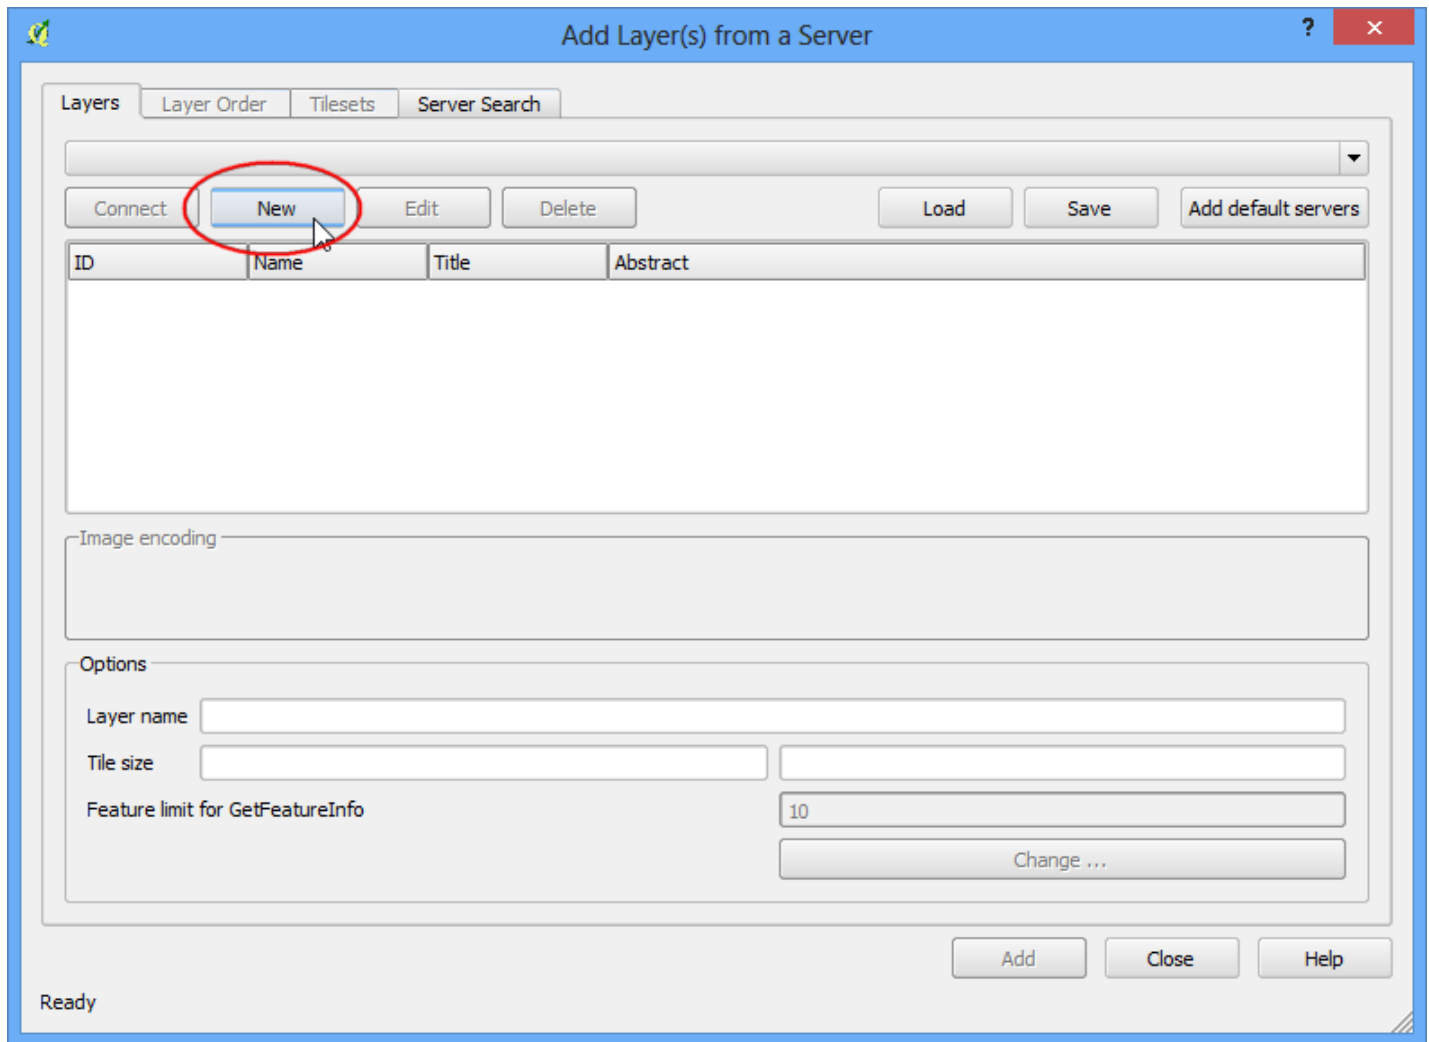 Add Layer(s) from a Server ?
Layers Layer Order Tilesets Server Search
Connect New Edit Delete Load Save Add default servers
ID Name Title Abstract
Image encoding
Options
Layer name
Tile size
Feature limit for GetFeatureInfo 10
Change ...
Add Close Help
Ready